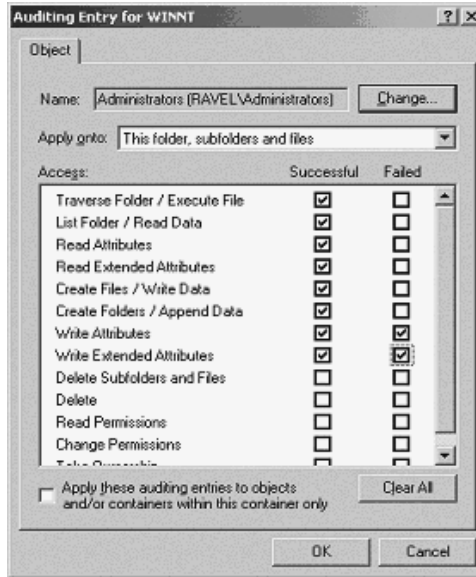 Auditing Entry for WINNT
Object
Name: Administrators (RAVEL\Administrators) Change...
Apply onto: This folder, subfolders and files
Access: Successful Failed
Traverse Folder / Execute File
List Folder / Read Data
Read Attributes
Read Extended Attributes
Create Files / Write Data
Create Folders / Append Data
Write Attributes
Write Extended Attributes
Delete Subfolders and Files
Delete
Read Permissions
Change Permissions
Take Ownership
Apply these auditing entries to objects
and/or containers within this container only
Clear All
OK Cancel